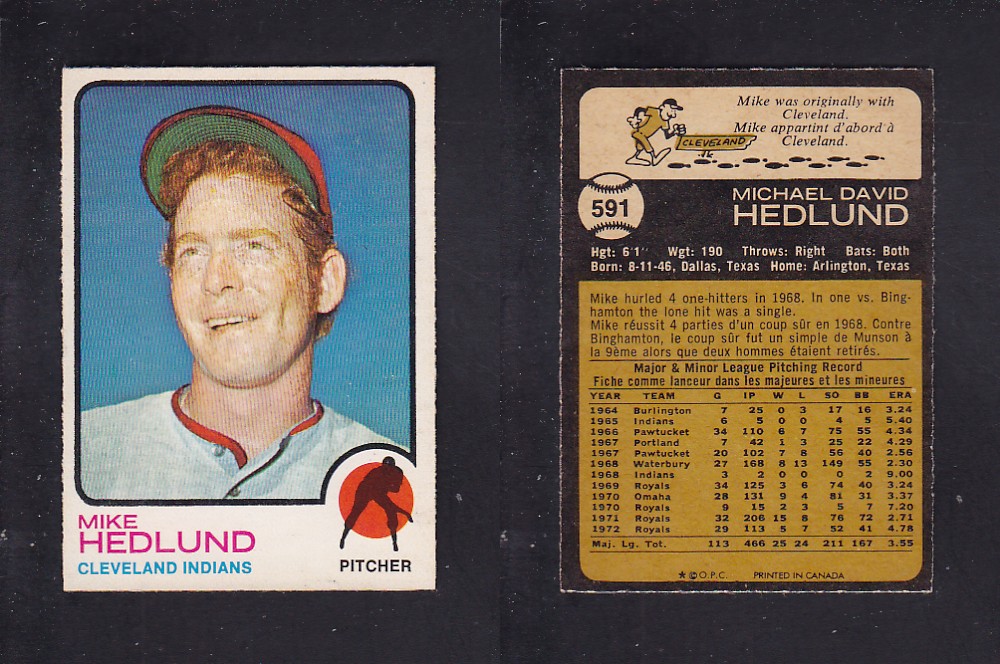 MIKE
HEDLUND
CLEVELAND INDIANS
PITCHER
Mike was originally with
Cleveland.
Mike appartint d'abord à
Cleveland.
CLEVELAND
591
MICHAEL DAVID
HEDLUND
Hgt: 6'1" Wgt: 190 Throws: Right Bats: Both
Born: 8-11-46, Dallas, Texas Home: Arlington, Texas
Mike hurled 4 one-hitters in 1968. In one vs. Bing-
hamton the lone hit was a single.
Mike réussit 4 parties d'un coup sûr en 1968. Contre
Binghamton, le coup sûr fut un simple de Munson à
la 9ème alors que deux hommes étaient retirés.
Major & Minor League Pitching Record
Fiche comme lanceur dans les majeures et les mineures
YEAR TEAM G IP W L SO BB ERA
1964 Burlington 7 25 0 3 17 16 3.24
1965 Indians 6 5 0 0 4 5 5.40
1966 Pawtucket 34 110 6 7 75 55 4.34
1967 Portland 7 42 1 3 25 22 4.29
1967 Pawtucket 20 102 7 8 56 40 2.56
1968 Waterbury 27 168 8 13 149 55 2.30
1968 Indians 3 2 0 0 0 2 9.00
1969 Royals 34 125 3 6 74 40 3.24
1970 Omaha 28 131 9 4 81 31 3.37
1970 Royals 9 15 2 3 5 7 7.20
1971 Royals 32 206 15 8 76 72 2.71
1972 Royals 29 113 5 7 52 41 4.78
Maj. Lg. Tot. 113 466 25 24 211 167 3.55
★ © O.P.C. PRINTED IN CANADA